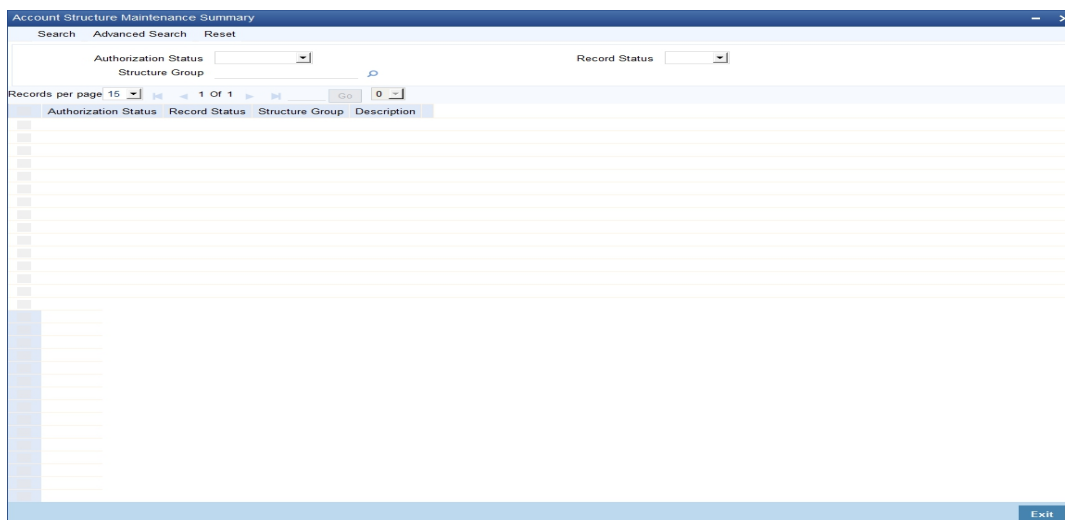 Account Structure Maintenance Summary
Search Advanced Search Reset
Authorization Status Record Status
Structure Group
Records per page 15 1 Of 1 Go 0
Authorization Status Record Status Structure Group Description
Exit